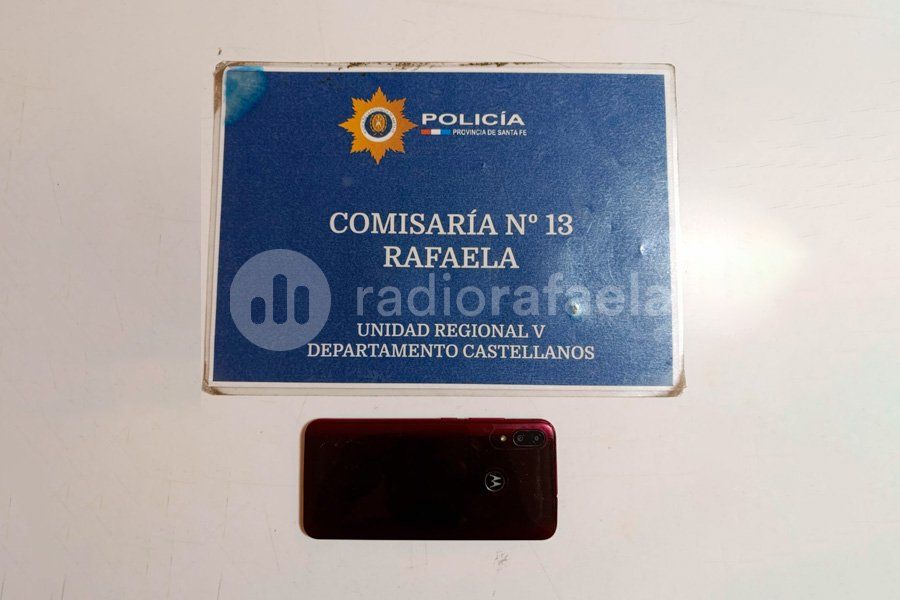 POLICÍA
PROVINCIA DE SANTA FE
COMISARÍA Nº 13
RAFAELA
radiorafaela
UNIDAD REGIONAL V
DEPARTAMENTO CASTELLANOS